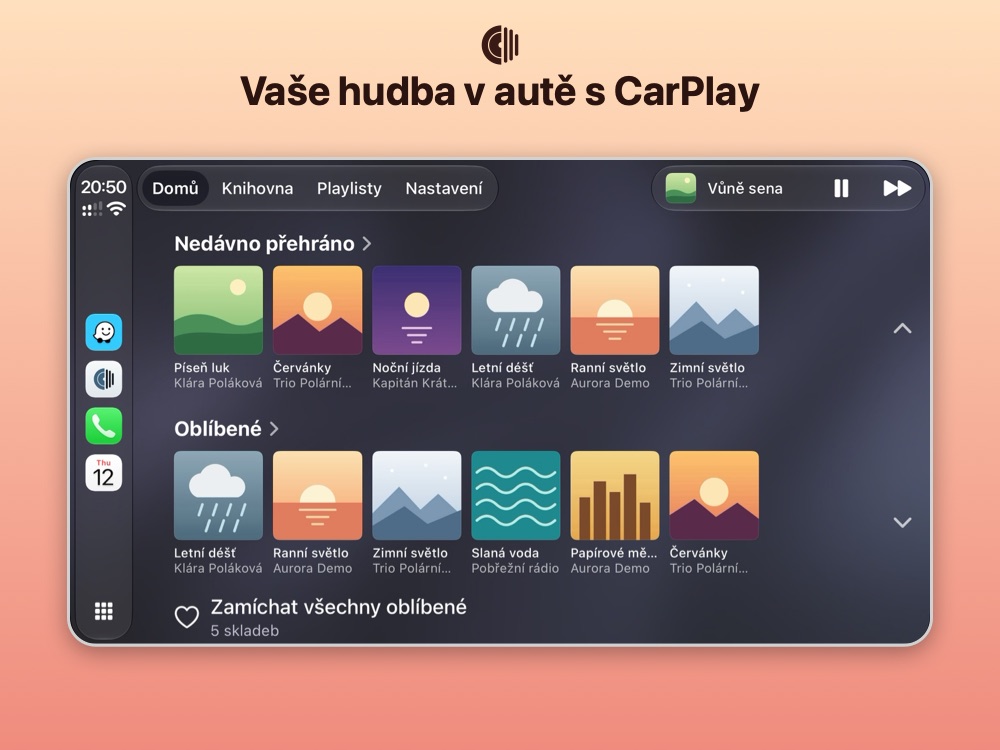 Vaše hudba v autě s CarPlay
20:50
Domů Knihovna Playlisty Nastavení
Vůně sena
Nedávno přehráno
Píseň luk Červánky Noční jízda Letní déšť Ranní světlo Zimní světlo
Klára Poláková Trio Polární... Kapitán Krát... Klára Poláková Aurora Demo Trio Polární...
Oblíbené
Thu
12
Letní déšť Ranní světlo Zimní světlo Slaná voda Papírové mě... Červánky
Klára Poláková Aurora Demo Trio Polární... Pobřežní rádio Aurora Demo Trio Polární...
Zamíchat všechny oblíbené
5 skladeb